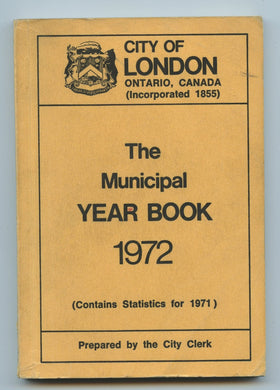 CITY OF
LONDON
ONTARIO, CANADA
(Incorporated 1855)
The
Municipal
YEAR BOOK
1972
(Contains Statistics for 1971)
Prepared by the City Clerk